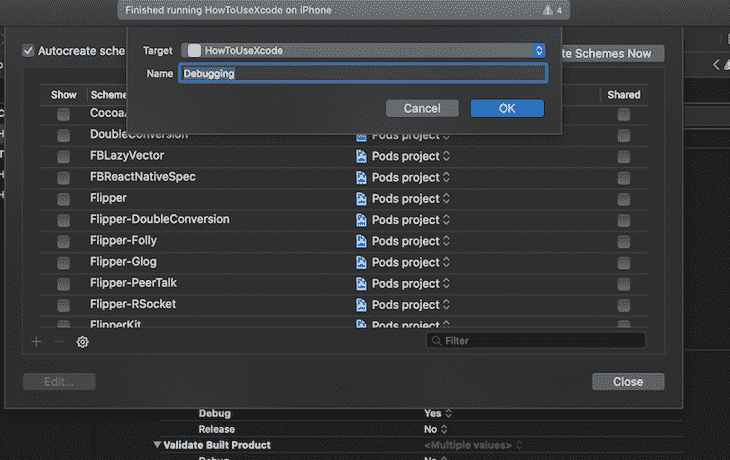 Finished running HowToUseXcode on iPhone
4
Autocreate sche
Target HowToUseXcode
te Schemes Now
Name Debugging
Cancel OK
Show Scheme Shared
Cocoa
DoubleConversion Pods project
FBLazyVector Pods project
FBReactNativeSpec Pods project
Flipper Pods project
Flipper-DoubleConversion Pods project
Flipper-Folly Pods project
Flipper-Glog Pods project
Flipper-PeerTalk Pods project
Flipper-RSocket Pods project
FlipperKit Pods project
Filter
Edit... Close
Debug Yes
Release No
Validate Built Product <Multiple values>
Debug No